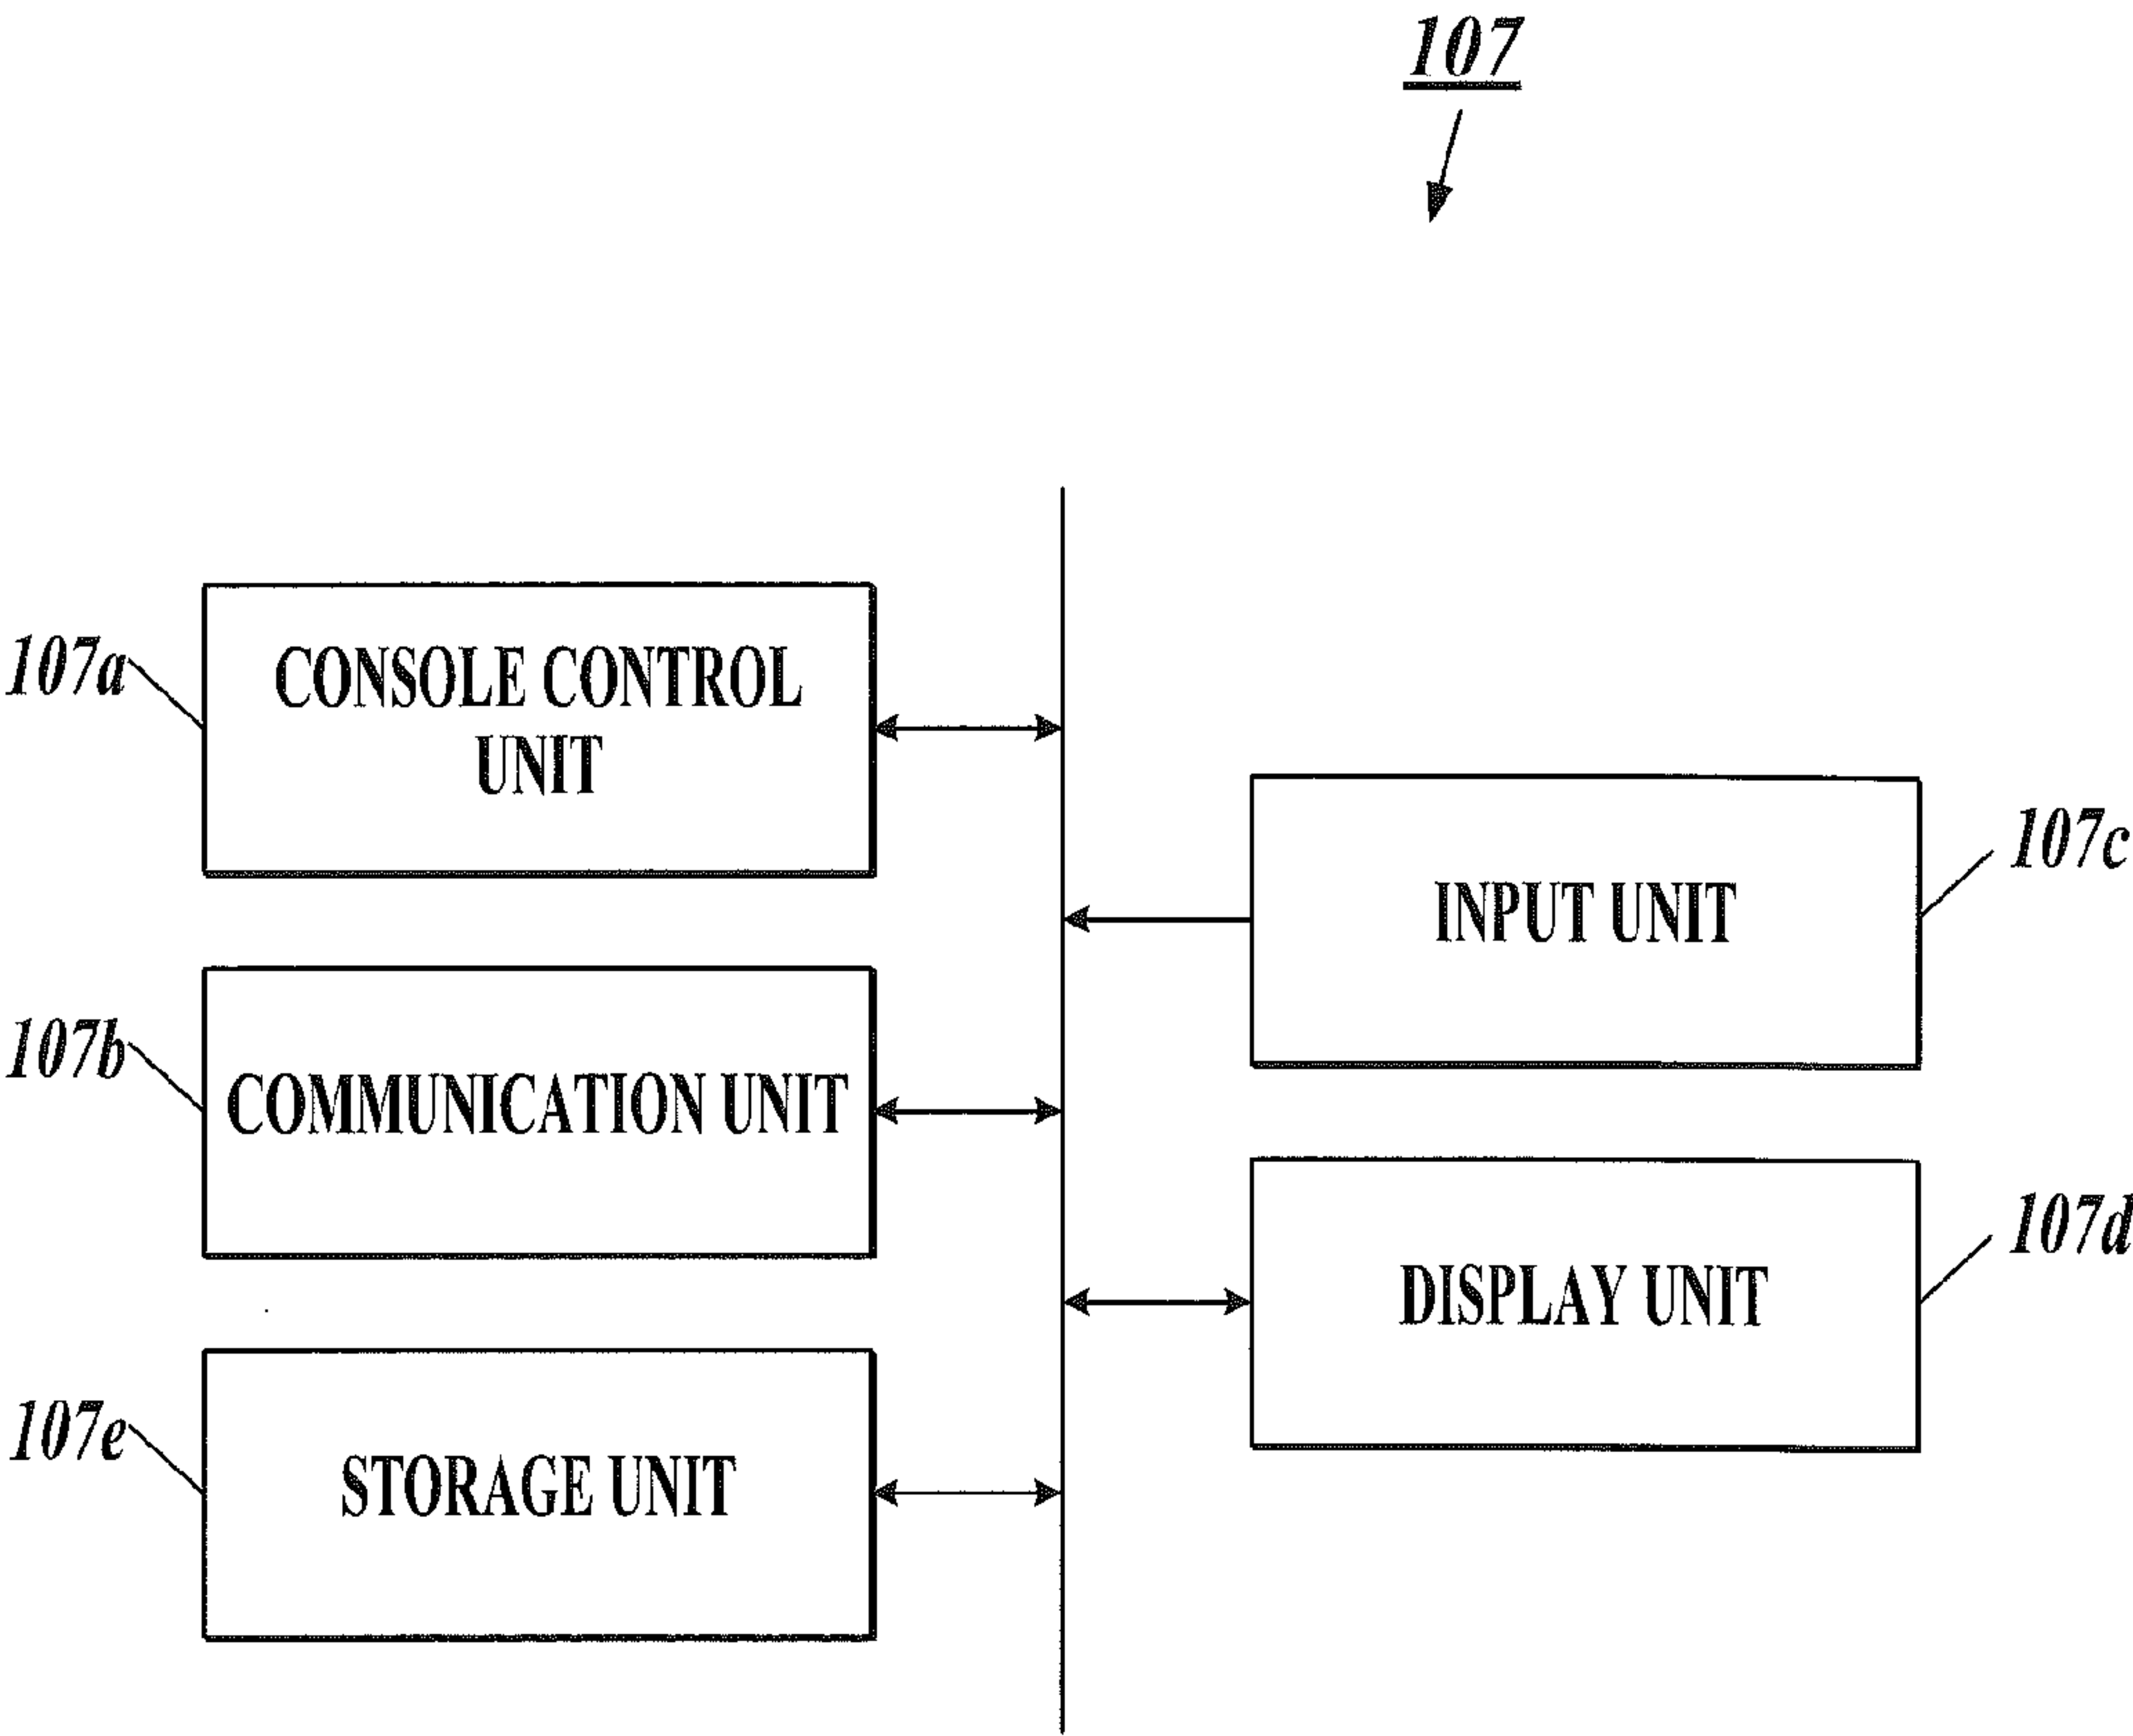 107
107a
CONSOLE CONTROL
UNIT
107c
INPUT UNIT
107b
COMMUNICATION UNIT
107d
DISPLAY UNIT
107e
STORAGE UNIT